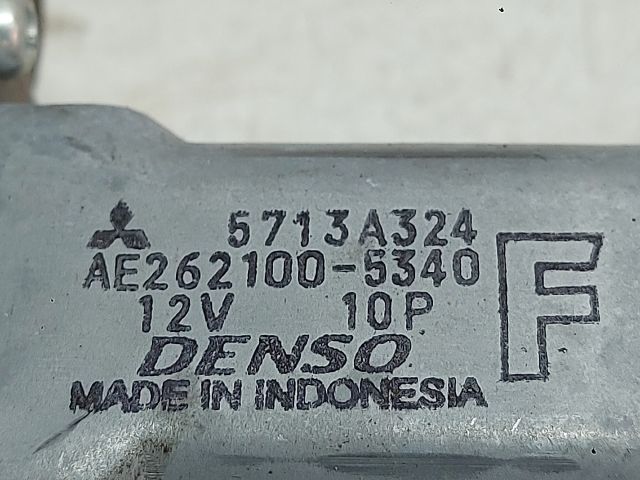 5713A324
AE262100-5340
12V 10P
DENSO
MADE IN INDONESIA
F